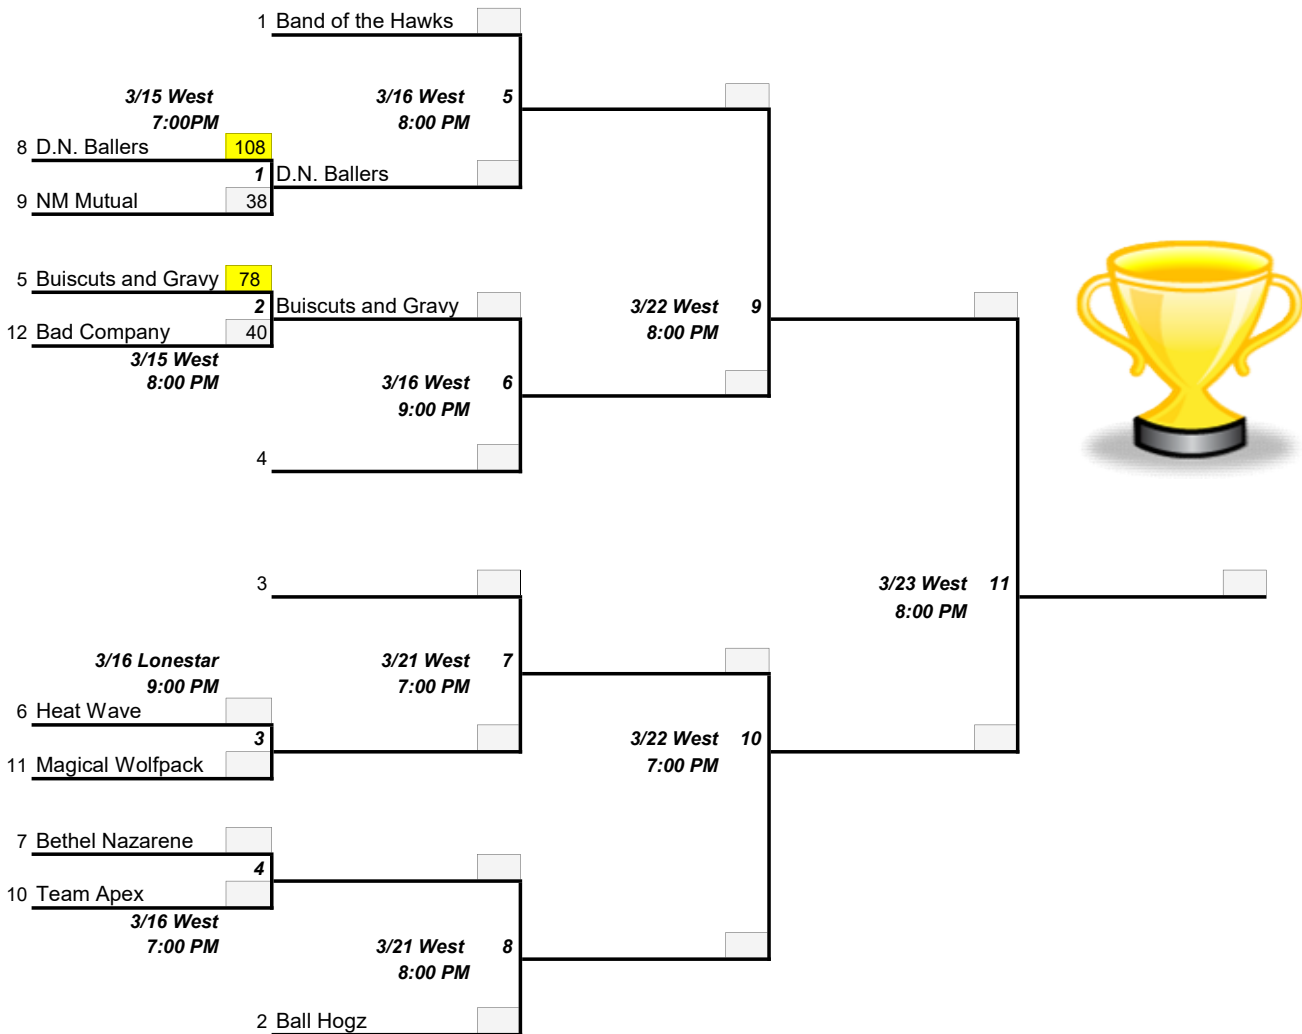 1 Band of the Hawks
3/15 West
7:00PM
3/16 West 5
8:00 PM
8 D.N. Ballers 108
1 D.N. Ballers
9 NM Mutual 38
5 Buiscuts and Gravy 78
2 Buiscuts and Gravy
12 Bad Company 40
3/15 West
8:00 PM
3/22 West 9
8:00 PM
3/16 West 6
9:00 PM
4
3
3/23 West 11
8:00 PM
3/16 Lonestar
9:00 PM
3/21 West 7
7:00 PM
6 Heat Wave
3
11 Magical Wolfpack
3/22 West 10
7:00 PM
7 Bethel Nazarene
4
10 Team Apex
3/16 West
7:00 PM
3/21 West 8
8:00 PM
2 Ball Hogz